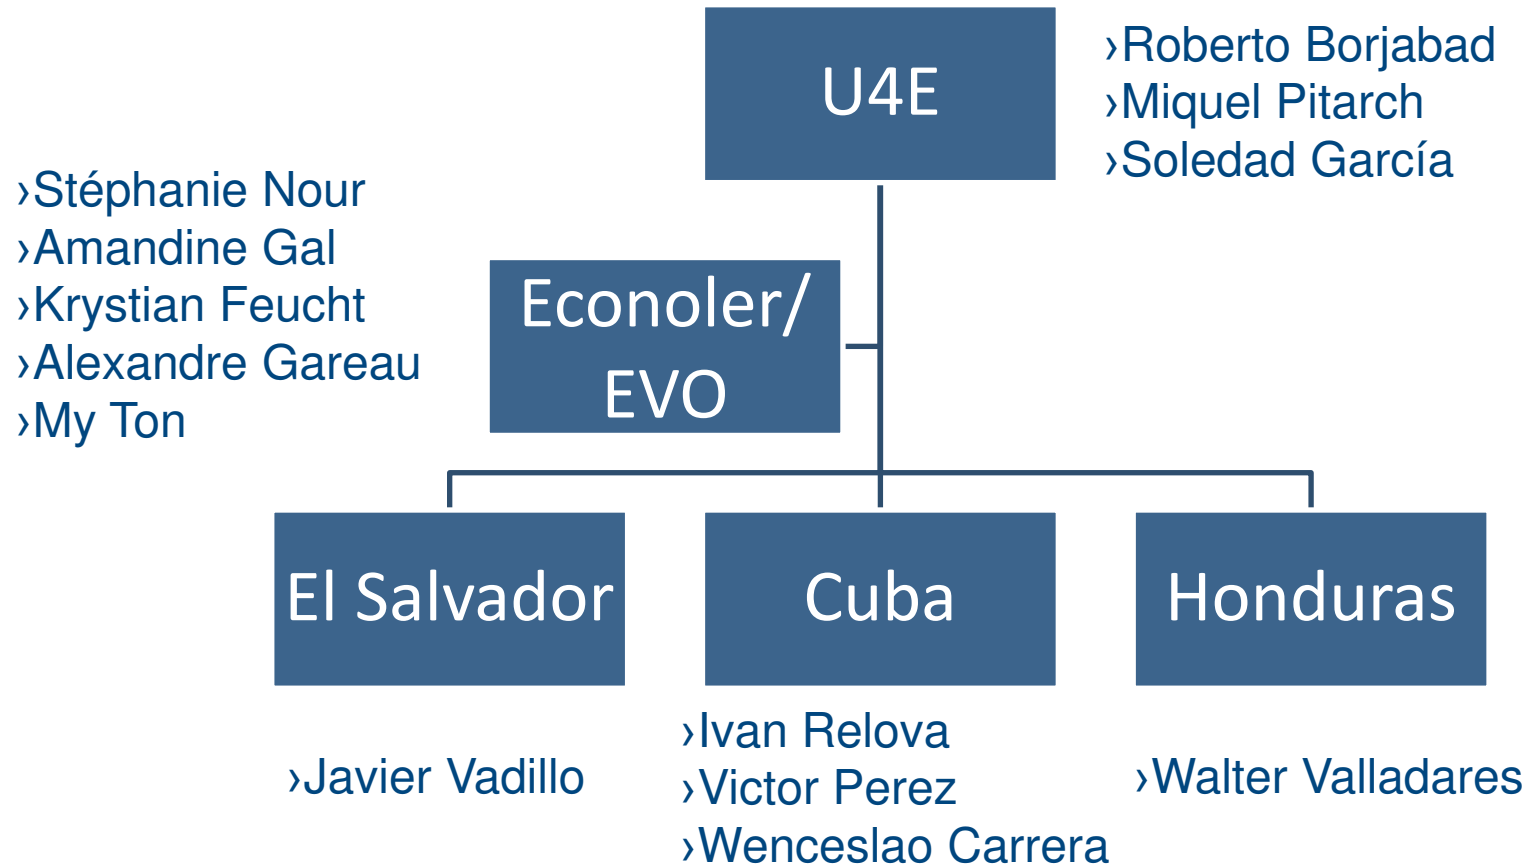 U4E
›Roberto Borjabad
›Miquel Pitarch
›Soledad García
›Stéphanie Nour
›Amandine Gal
›Krystian Feucht
›Alexandre Gareau
›My Ton
Econoler/
EVO
El Salvador
Cuba
Honduras
›Javier Vadillo
›Ivan Relova
›Victor Perez
›Wenceslao Carrera
›Walter Valladares